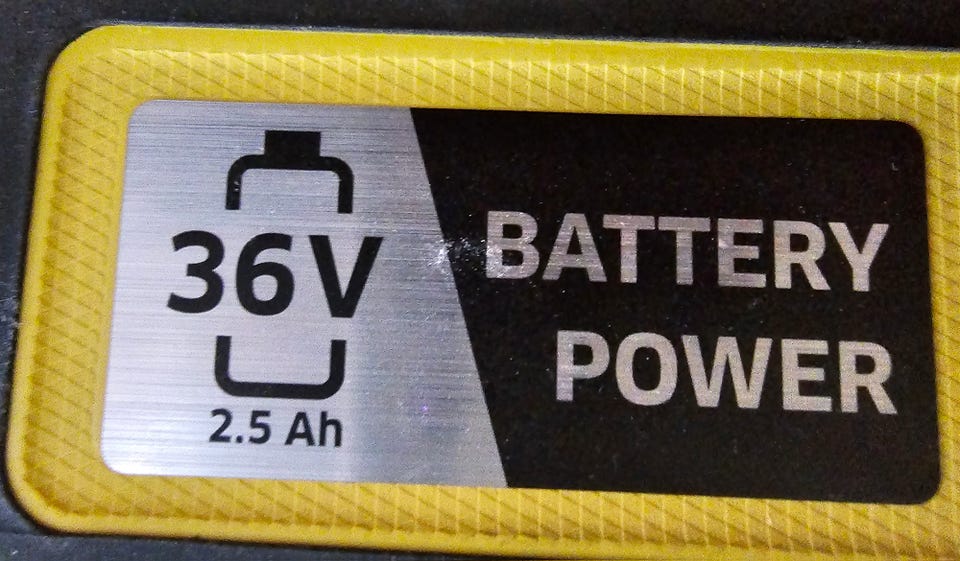 36V
2.5 Ah
BATTERY
POWER